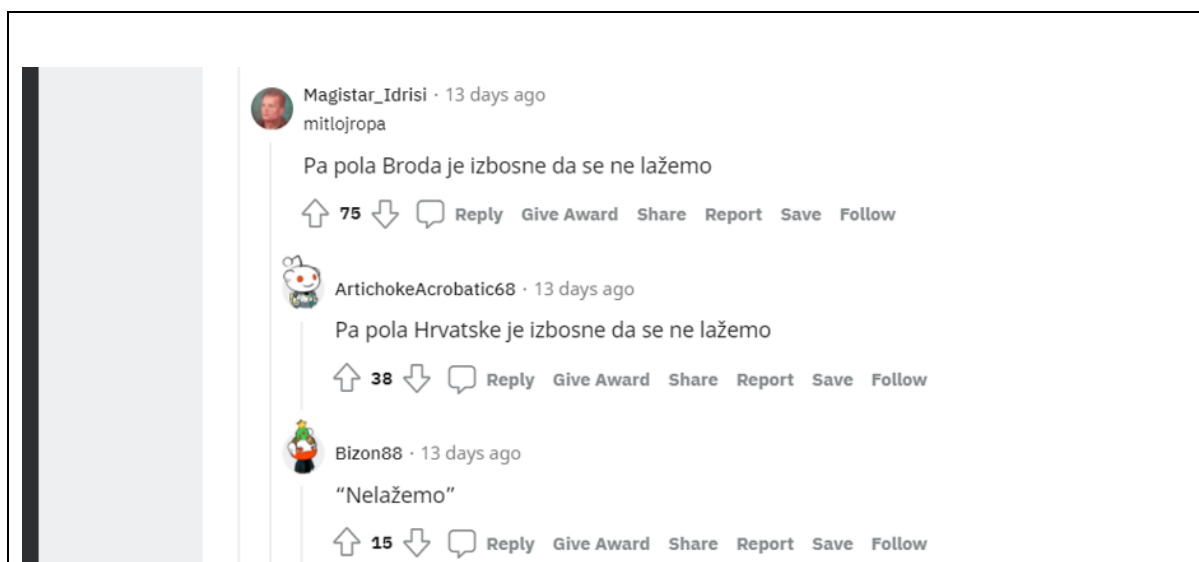 Magistar_Idrisi · 13 days ago
mitlojropa
Pa pola Broda je izbosne da se ne lažemo
75 Reply Give Award Share Report Save Follow
ArtichokeAcrobatic68 · 13 days ago
Pa pola Hrvatske je izbosne da se ne lažemo
38 Reply Give Award Share Report Save Follow
Bizon88 · 13 days ago
“Nelažemo”
15 Reply Give Award Share Report Save Follow